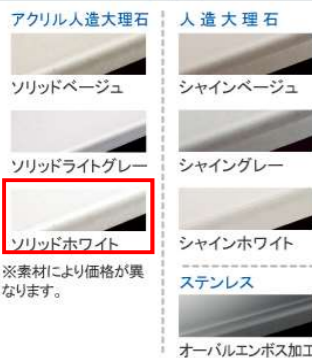 アクリル人造大理石
ソリッドベージュ
ソリッドライトグレー
ソリッドホワイト
※素材により価格が異
なります。
人造大理石
シャインベージュ
シャイングレー
シャインホワイト
ステンレス
オーバルエンボス加工